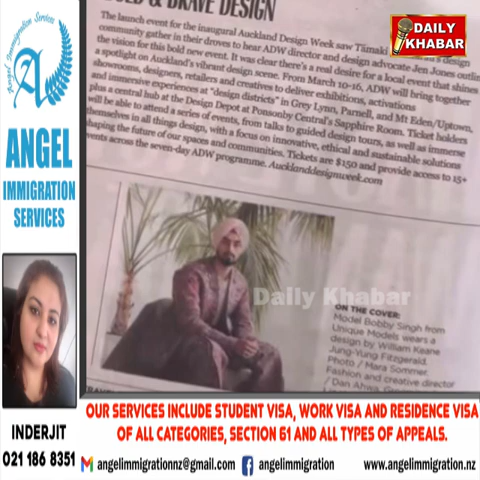 Angel Immigration Services
ANGEL
IMMIGRATION
SERVICES
INDERJIT
021 186 8351
DAILY
KHABAR
& BRAVE DESIGN
The launch event for the inaugural Auckland Design Week saw Tāmaki design
community gather in their droves to hear ADW director and design advocate Jen Jones outlin
the vision for this bold new event. It was clear there's a real desire for a local event that shines
a spotlight on Auckland's vibrant design scene. From March 10-16, ADW will bring together
showrooms, designers, retailers and creatives to deliver exhibitions, activations
and immersive experiences at "design districts" in Grey Lynn, Parnell, and Mt Eden/Uptown,
plus a central hub at the Design Depot at Ponsonby Central's Sapphire Room. Ticket holders
will be able to attend a series of events, from talks to guided design tours, as well as immerse
themselves in all things design, with a focus on innovative, ethical and sustainable solutions
haping the future of our spaces and communities. Tickets are $150 and provide access to 15+
vents across the seven-day ADW programme. Aucklanddesignweek.com
Daily Khabar
ON THE COVER:
Model Bobby Singh from
Unique Models wears a
design by William Keane
Jung-Yung Fitzgerald.
Photo / Mara Sommer
Fashion and creative director
/ Dan Ahwa
OUR SERVICES INCLUDE STUDENT VISA, WORK VISA AND RESIDENCE VISA
OF ALL CATEGORIES, SECTION 61 AND ALL TYPES OF APPEALS.
angelimmigrationnz@gmail.com angelimmigration www.angelimmigration.nz